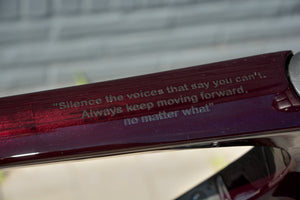 "Silence the voices that say you can't.
Always keep moving forward,
no matter what"